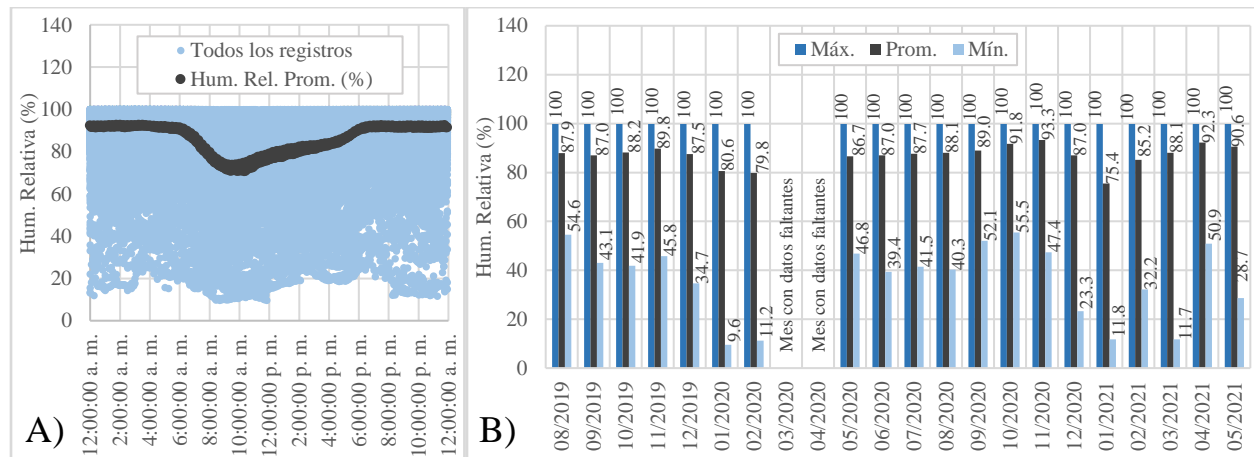 140
120
100
80
60
40
20
0
Hum. Relativa (%)
Todos los registros
Hum. Rel. Prom. (%)
12:00:00 a. m.
2:00:00 a. m.
4:00:00 a. m.
6:00:00 a. m.
8:00:00 a. m.
10:00:00 a. m.
12:00:00 p. m.
2:00:00 p. m.
4:00:00 p. m.
6:00:00 p. m.
8:00:00 p. m.
10:00:00 p. m.
12:00:00 a. m.
A)
140
120
100
80
60
40
20
0
Hum. Relativa (%)
Máx. Prom. Mín.
100 87.9 54.6
100 87.0 43.1
100 88.2 41.9
100 89.8 45.8
100 87.5 34.7
100 80.6 9.6
100 79.8 11.2
Mes con datos faltantes
Mes con datos faltantes
100 86.7 46.8
100 87.0 39.4
100 87.7 41.5
100 88.1 40.3
100 89.0 52.1
100 91.8 55.5
100 93.3 47.4
100 87.0 23.3
100 75.4 11.8
100 85.2 32.2
100 88.1 11.7
100 92.3 50.9
100 90.6 28.7
08/2019
09/2019
10/2019
11/2019
12/2019
01/2020
02/2020
03/2020
04/2020
05/2020
06/2020
07/2020
08/2020
09/2020
10/2020
11/2020
12/2020
01/2021
02/2021
03/2021
04/2021
05/2021
B)